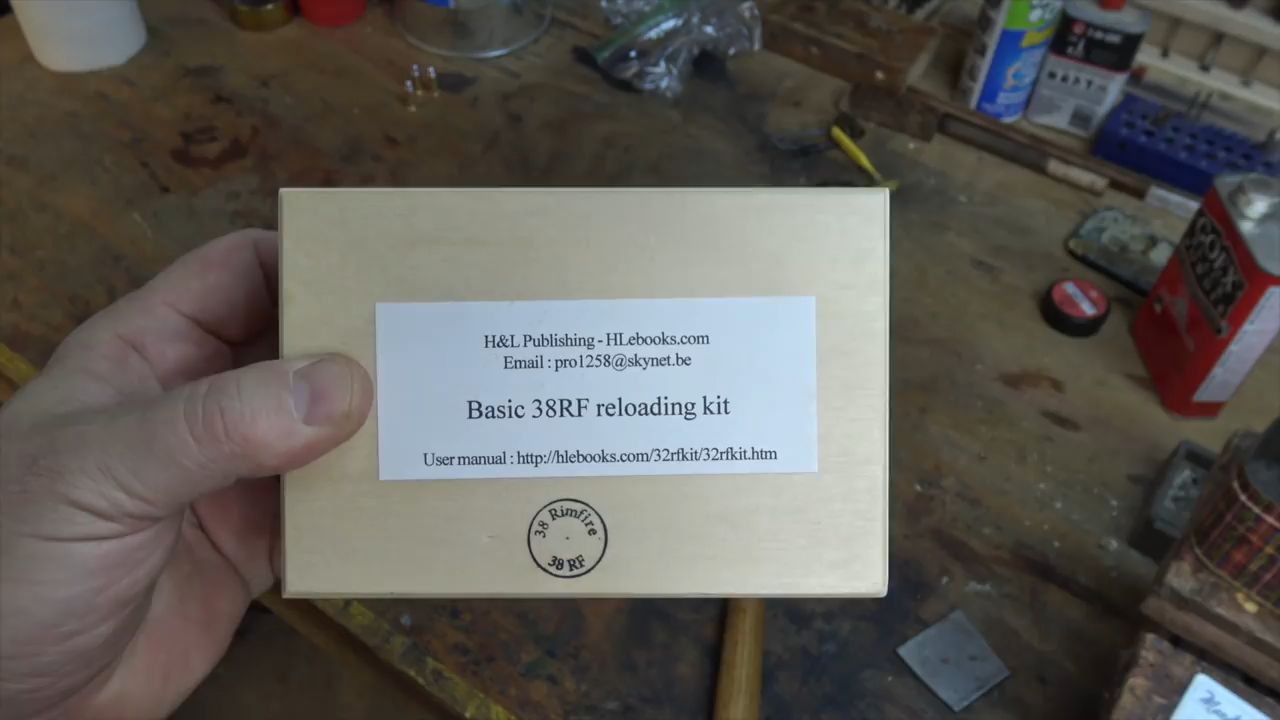 H&L Publishing - HLebooks.com
Email : pro1258@skynet.be
Basic 38RF reloading kit
User manual : http://hlebooks.com/32rfkit/32rfkit.htm
38 Rimfire
38 RF